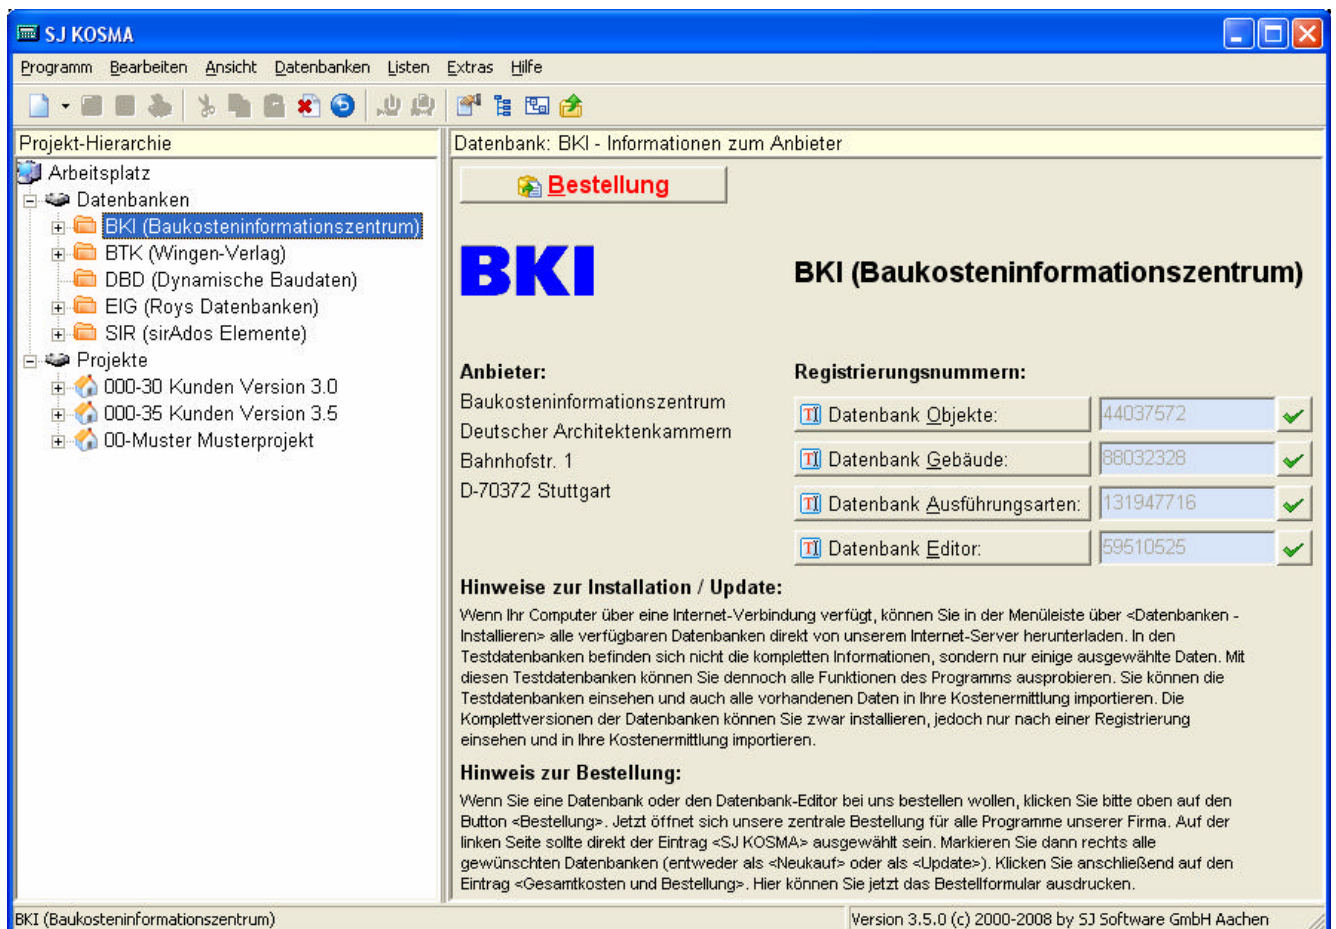 SJ KOSMA
Programm Bearbeiten Ansicht Datenbanken Listen Extras Hilfe
Projekt-Hierarchie
Arbeitsplatz
Datenbanken
BKI (Baukosteninformationszentrum)
BTK (Wingen-Verlag)
DBD (Dynamische Baudaten)
EIG (Roys Datenbanken)
SIR (sirAdos Elemente)
Projekte
000-30 Kunden Version 3.0
000-35 Kunden Version 3.5
00-Muster Musterprojekt
Datenbank: BKI - Informationen zum Anbieter
Bestellung
BKI
BKI (Baukosteninformationszentrum)
Anbieter:
Baukosteninformationszentrum
Deutscher Architektenkammern
Bahnhofstr. 1
D-70372 Stuttgart
Registrierungsnummern:
Datenbank Objekte: 44037572
Datenbank Gebäude: 88032328
Datenbank Ausführungsarten: 131947716
Datenbank Editor: 59510525
Hinweise zur Installation / Update:
Wenn Ihr Computer über eine Internet-Verbindung verfügt, können Sie in der Menüleiste über <Datenbanken -
Installieren> alle verfügbaren Datenbanken direkt von unserem Internet-Server herunterladen. In den
Testdatenbanken befinden sich nicht die kompletten Informationen, sondern nur einige ausgewählte Daten. Mit
diesen Testdatenbanken können Sie dennoch alle Funktionen des Programms ausprobieren. Sie können die
Testdatenbanken einsehen und auch alle vorhandenen Daten in Ihre Kostenermittlung importieren. Die
Komplettversionen der Datenbanken können Sie zwar installieren, jedoch nur nach einer Registrierung
einsehen und in Ihre Kostenermittlung importieren.
Hinweis zur Bestellung:
Wenn Sie eine Datenbank oder den Datenbank-Editor bei uns bestellen wollen, klicken Sie bitte oben auf den
Button <Bestellung>. Jetzt öffnet sich unsere zentrale Bestellung für alle Programme unserer Firma. Auf der
linken Seite sollte direkt der Eintrag <SJ KOSMA> ausgewählt sein. Markieren Sie dann rechts alle
gewünschten Datenbanken (entweder als <Neukauf> oder als <Update>). Klicken Sie anschließend auf den
Eintrag <Gesamtkosten und Bestellung>. Hier können Sie jetzt das Bestellformular ausdrucken.
BKI (Baukosteninformationszentrum)
Version 3.5.0 (c) 2000-2008 by SJ Software GmbH Aachen